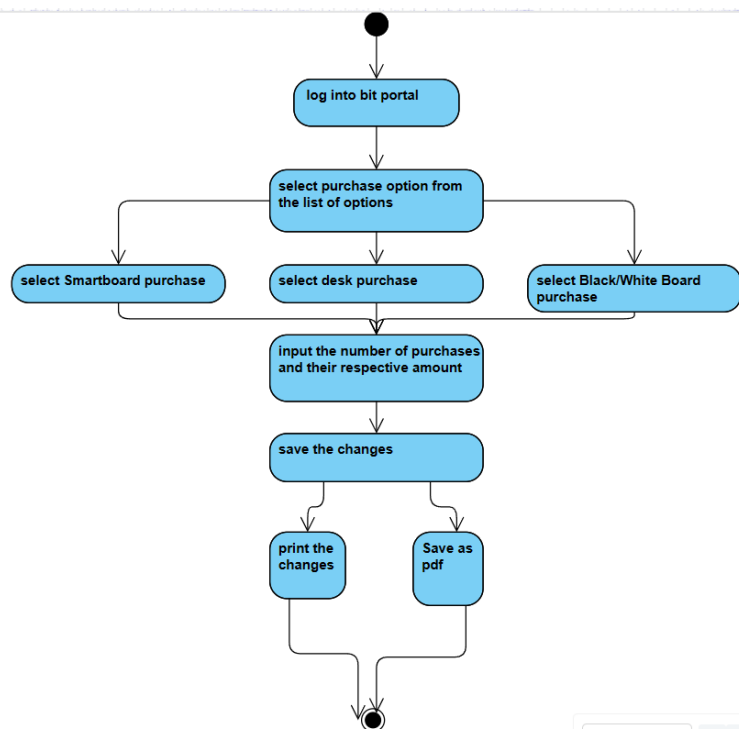 log into bit portal
select purchase option from
the list of options
select Smartboard purchase
select desk purchase
select Black/White Board
purchase
input the number of purchases
and their respective amount
save the changes
print the
changes
Save as
pdf